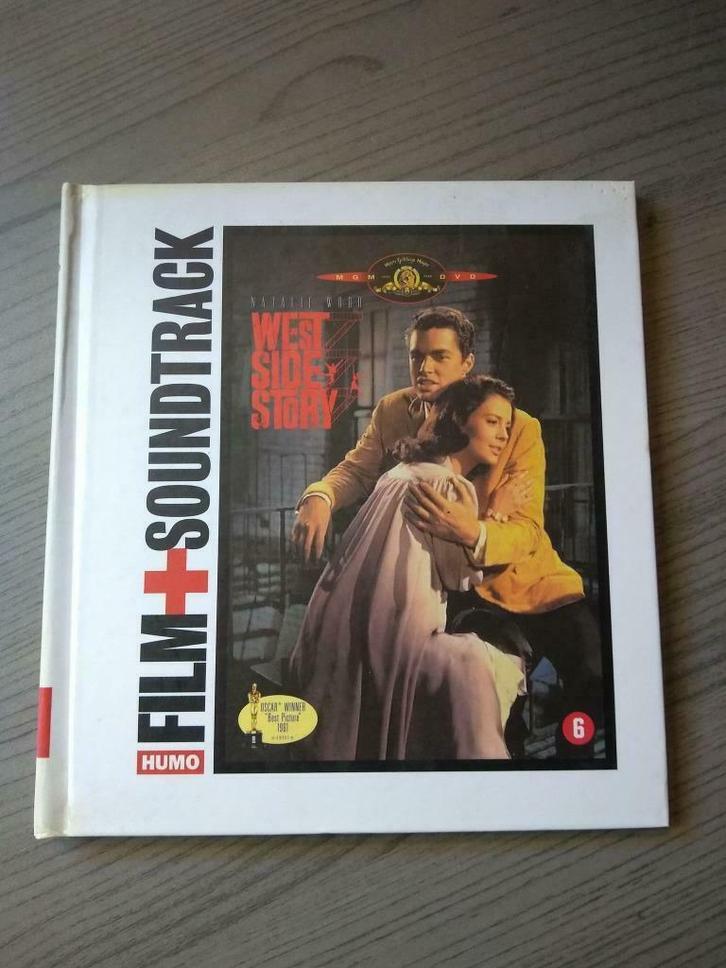 FILM+SOUNDTRACK
HUMO
MGM DVD
NATALIE WOOD
WEST
SIDE
STORY
OSCAR® WINNER
"Best Picture"
1961
6